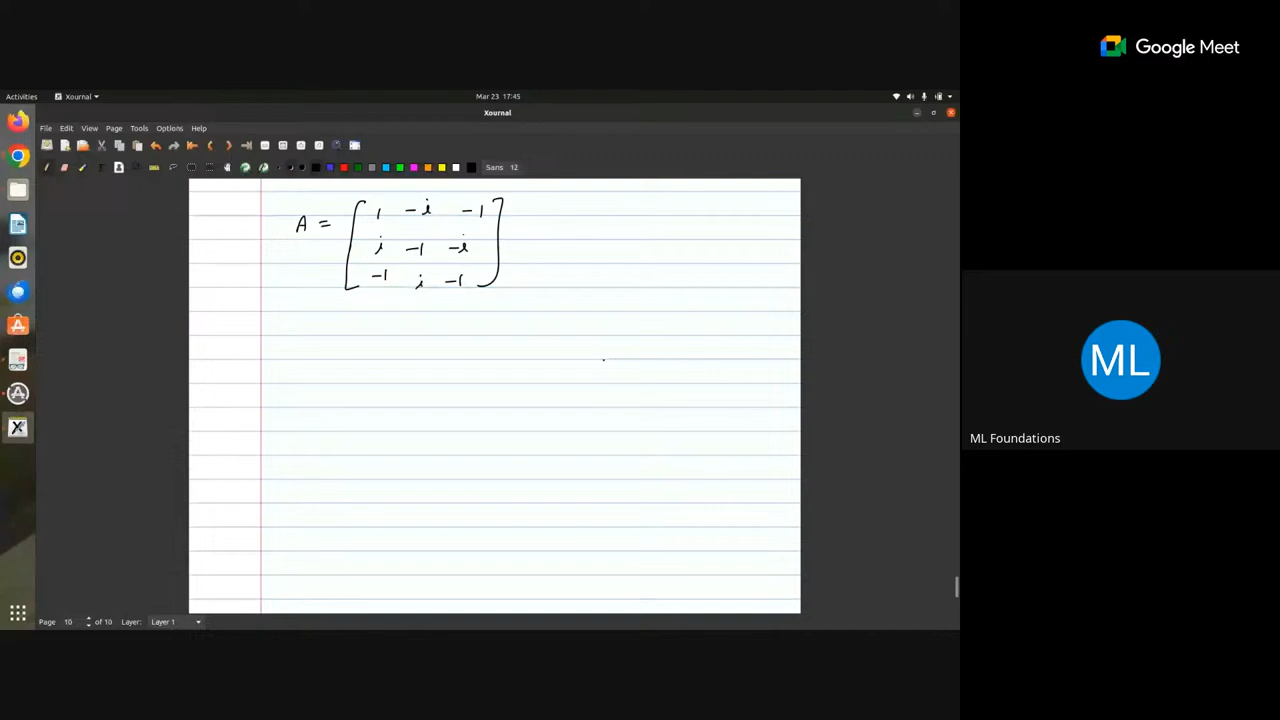 Google Meet
Activities Xournal Mar 23 17:45
Xournal
File Edit View Page Tools Options Help
Sans 12
A = [ 1 -i -1
i -1 -i
-1 i -1 ]
ML
ML Foundations
Page 10 of 10 Layer: Layer 1